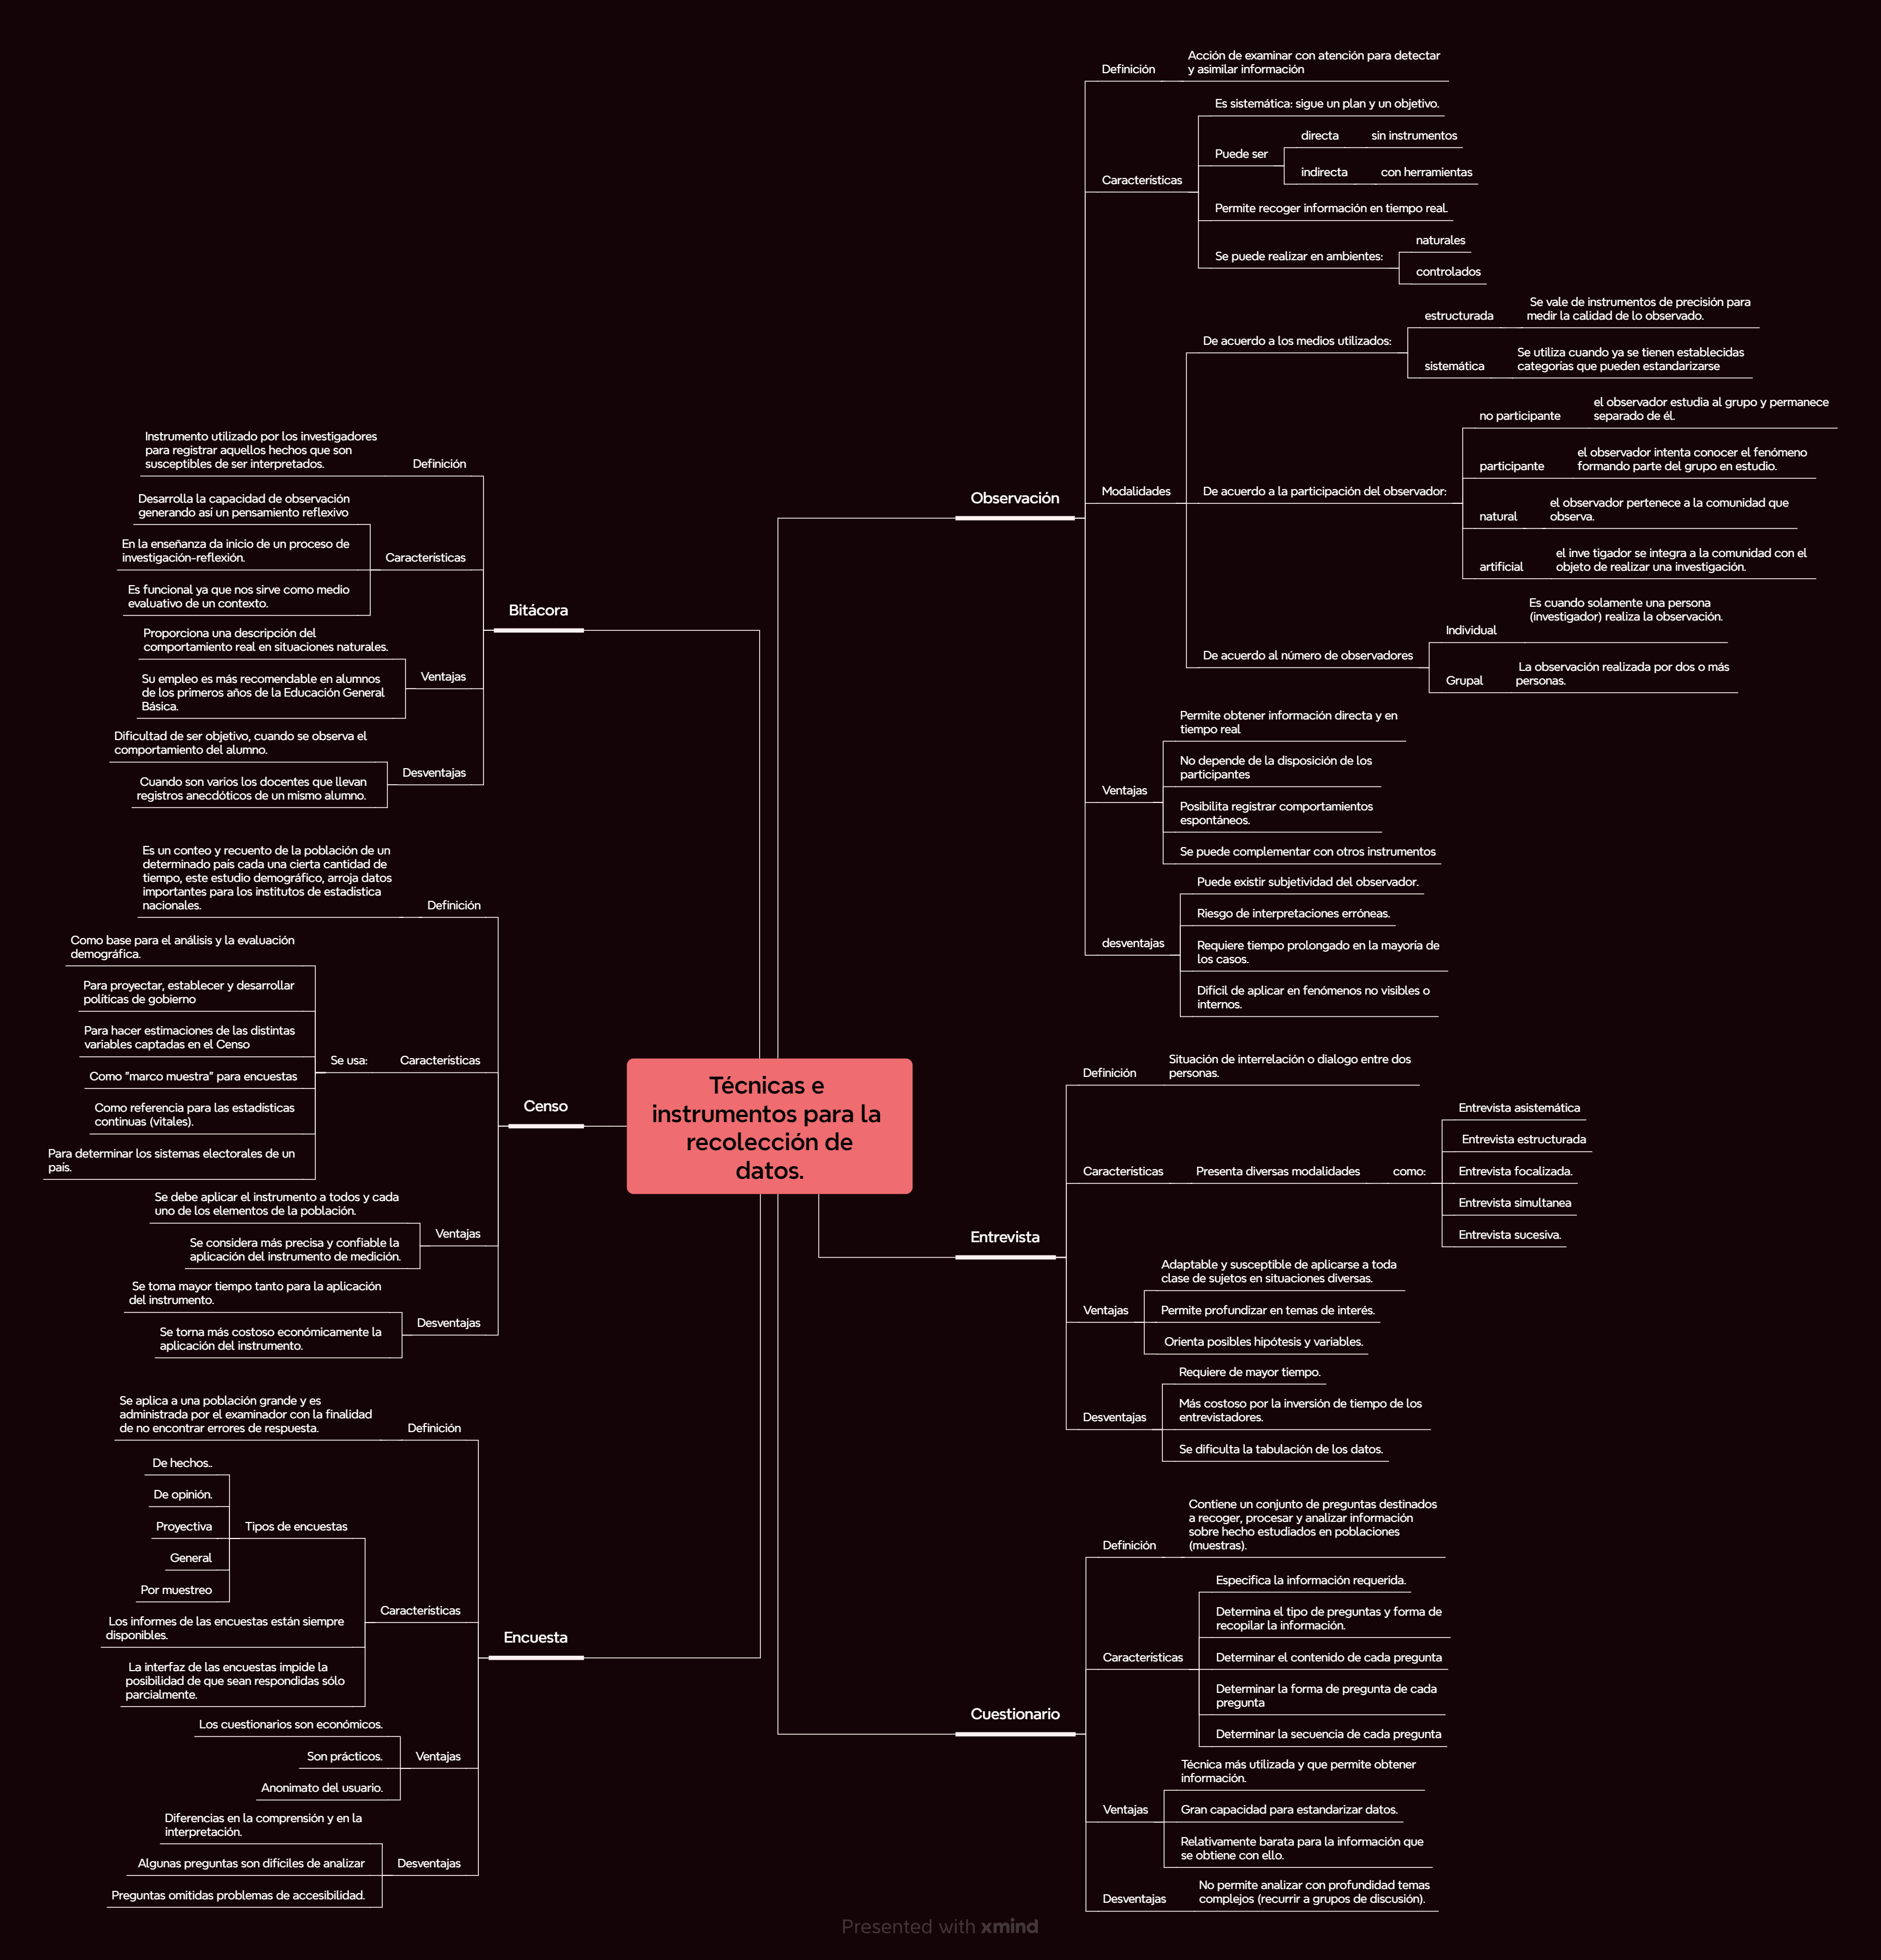 Técnicas e
instrumentos para la
recolección de
datos.
Observación
Definición
Acción de examinar con atención para detectar
y asimilar información
Características
Es sistemática: sigue un plan y un objetivo.
Puede ser
directa
sin instrumentos
indirecta
con herramientas
Permite recoger información en tiempo real.
Se puede realizar en ambientes:
naturales
controlados
Modalidades
De acuerdo a los medios utilizados:
estructurada
Se vale de instrumentos de precisión para
medir la calidad de lo observado.
sistemática
Se utiliza cuando ya se tienen establecidas
categorías que pueden estandarizarse
De acuerdo a la participación del observador:
no participante
el observador estudia al grupo y permanece
separado de él.
participante
el observador intenta conocer el fenómeno
formando parte del grupo en estudio.
natural
el observador pertenece a la comunidad que
observa.
artificial
el inve tigador se integra a la comunidad con el
objeto de realizar una investigación.
De acuerdo al número de observadores
Individual
Es cuando solamente una persona
(investigador) realiza la observación.
Grupal
La observación realizada por dos o más
personas.
Ventajas
Permite obtener información directa y en
tiempo real
No depende de la disposición de los
participantes
Posibilita registrar comportamientos
espontáneos.
Se puede complementar con otros instrumentos
desventajas
Puede existir subjetividad del observador.
Riesgo de interpretaciones erróneas.
Requiere tiempo prolongado en la mayoría de
los casos.
Difícil de aplicar en fenómenos no visibles o
internos.
Entrevista
Definición
Situación de interrelación o dialogo entre dos
personas.
Características
Presenta diversas modalidades
como:
Entrevista asistemática
Entrevista estructurada
Entrevista focalizada.
Entrevista simultanea
Entrevista sucesiva.
Ventajas
Adaptable y susceptible de aplicarse a toda
clase de sujetos en situaciones diversas.
Permite profundizar en temas de interés.
Orienta posibles hipótesis y variables.
Desventajas
Requiere de mayor tiempo.
Más costoso por la inversión de tiempo de los
entrevistadores.
Se dificulta la tabulación de los datos.
Cuestionario
Definición
Contiene un conjunto de preguntas destinados
a recoger, procesar y analizar información
sobre hecho estudiados en poblaciones
(muestras).
Características
Especifica la información requerida.
Determina el tipo de preguntas y forma de
recopilar la información.
Determinar el contenido de cada pregunta
Determinar la forma de pregunta de cada
pregunta
Determinar la secuencia de cada pregunta
Ventajas
Técnica más utilizada y que permite obtener
información.
Gran capacidad para estandarizar datos.
Relativamente barata para la información que
se obtiene con ello.
Desventajas
No permite analizar con profundidad temas
complejos (recurrir a grupos de discusión).
Bitácora
Definición
Instrumento utilizado por los investigadores
para registrar aquellos hechos que son
susceptibles de ser interpretados.
Características
Desarrolla la capacidad de observación
generando así un pensamiento reflexivo
En la enseñanza da inicio de un proceso de
investigación-reflexión.
Es funcional ya que nos sirve como medio
evaluativo de un contexto.
Ventajas
Proporciona una descripción del
comportamiento real en situaciones naturales.
Su empleo es más recomendable en alumnos
de los primeros años de la Educación General
Básica.
Desventajas
Dificultad de ser objetivo, cuando se observa el
comportamiento del alumno.
Cuando son varios los docentes que llevan
registros anecdóticos de un mismo alumno.
Censo
Definición
Es un conteo y recuento de la población de un
determinado país cada una cierta cantidad de
tiempo, este estudio demográfico, arroja datos
importantes para los institutos de estadística
nacionales.
Características
Se usa:
Como base para el análisis y la evaluación
demográfica.
Para proyectar, establecer y desarrollar
políticas de gobierno
Para hacer estimaciones de las distintas
variables captadas en el Censo
Como "marco muestra" para encuestas
Como referencia para las estadísticas
continuas (vitales).
Para determinar los sistemas electorales de un
país.
Ventajas
Se debe aplicar el instrumento a todos y cada
uno de los elementos de la población.
Se considera más precisa y confiable la
aplicación del instrumento de medición.
Desventajas
Se toma mayor tiempo tanto para la aplicación
del instrumento.
Se torna más costoso económicamente la
aplicación del instrumento.
Encuesta
Definición
Se aplica a una población grande y es
administrada por el examinador con la finalidad
de no encontrar errores de respuesta.
Características
Tipos de encuestas
De hechos..
De opinión.
Proyectiva
General
Por muestreo
Los informes de las encuestas están siempre
disponibles.
La interfaz de las encuestas impide la
posibilidad de que sean respondidas sólo
parcialmente.
Ventajas
Los cuestionarios son económicos.
Son prácticos.
Anonimato del usuario.
Desventajas
Diferencias en la comprensión y en la
interpretación.
Algunas preguntas son difíciles de analizar
Preguntas omitidas problemas de accesibilidad.
Presented with xmind